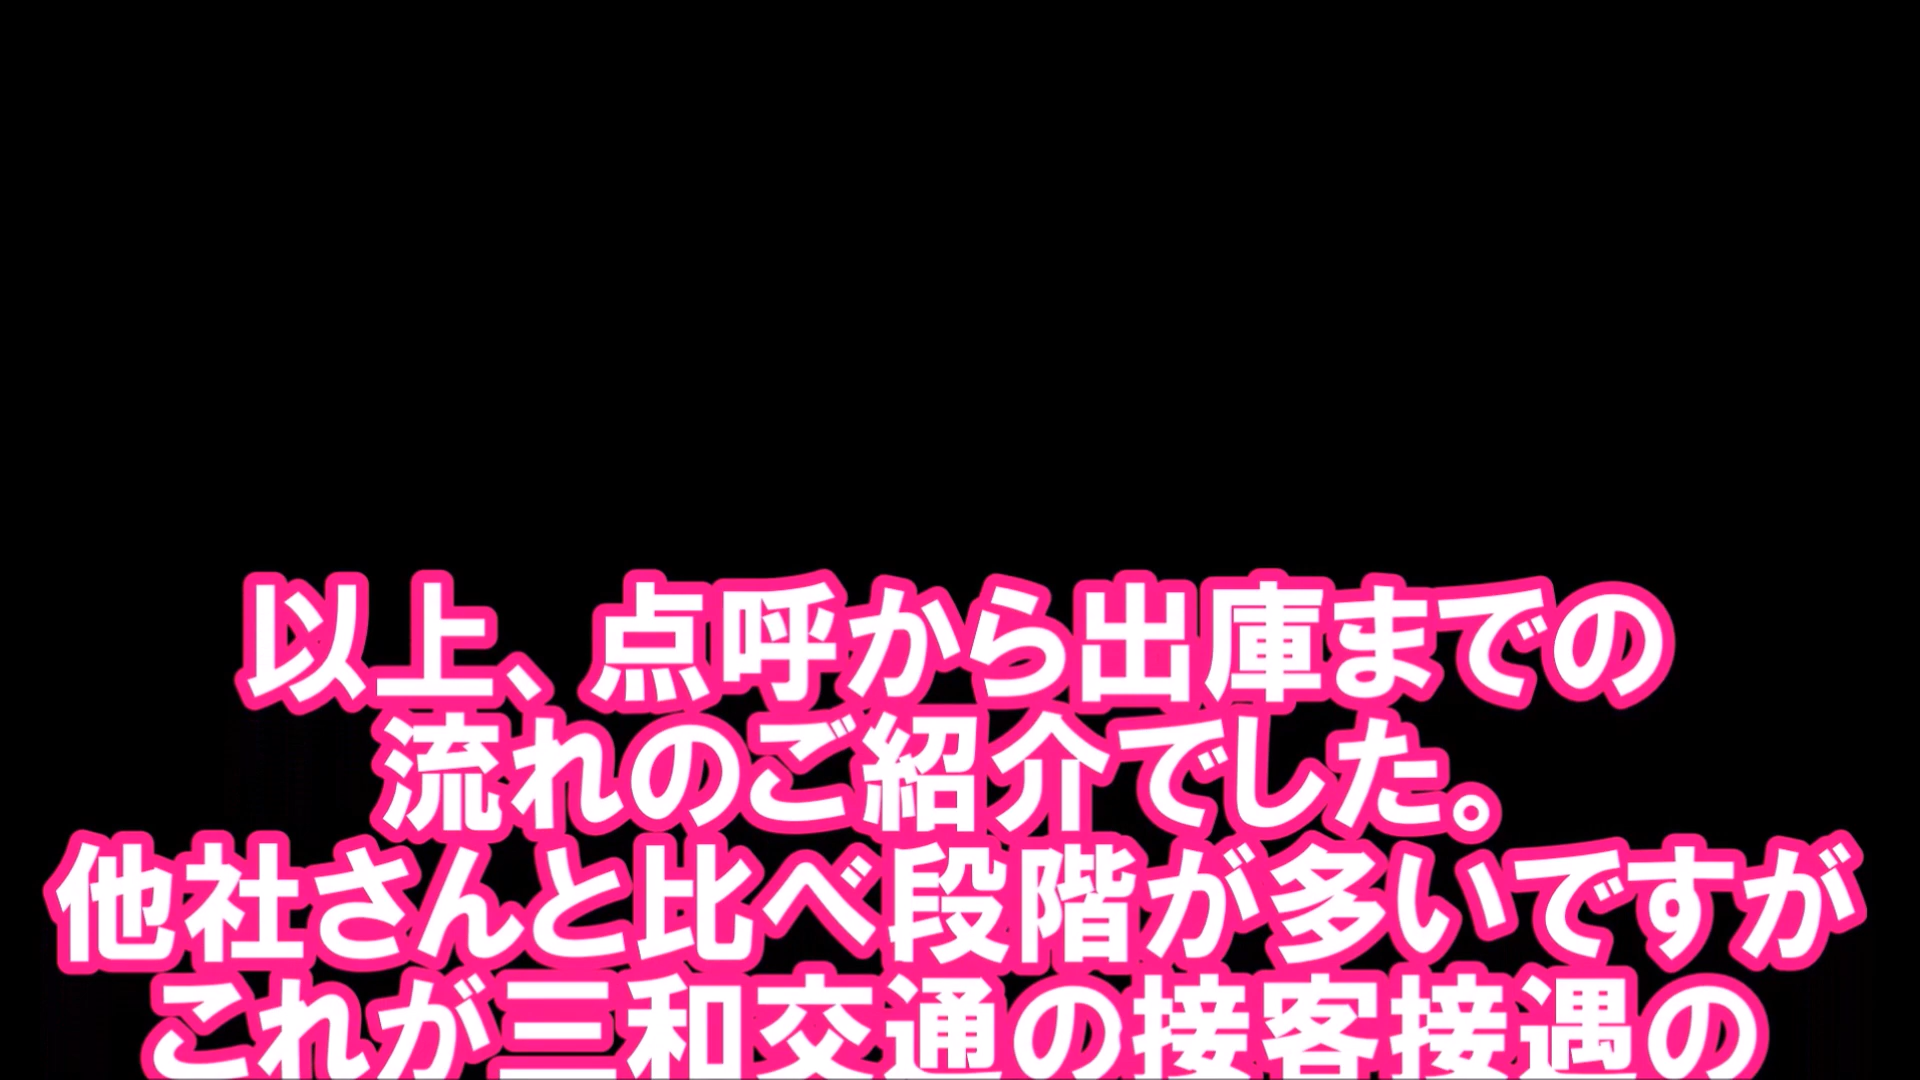 以上、点呼から出庫までの
流れのご紹介でした。
他社さんと比べ段階が多いですが
これが三和交通の接客接遇の